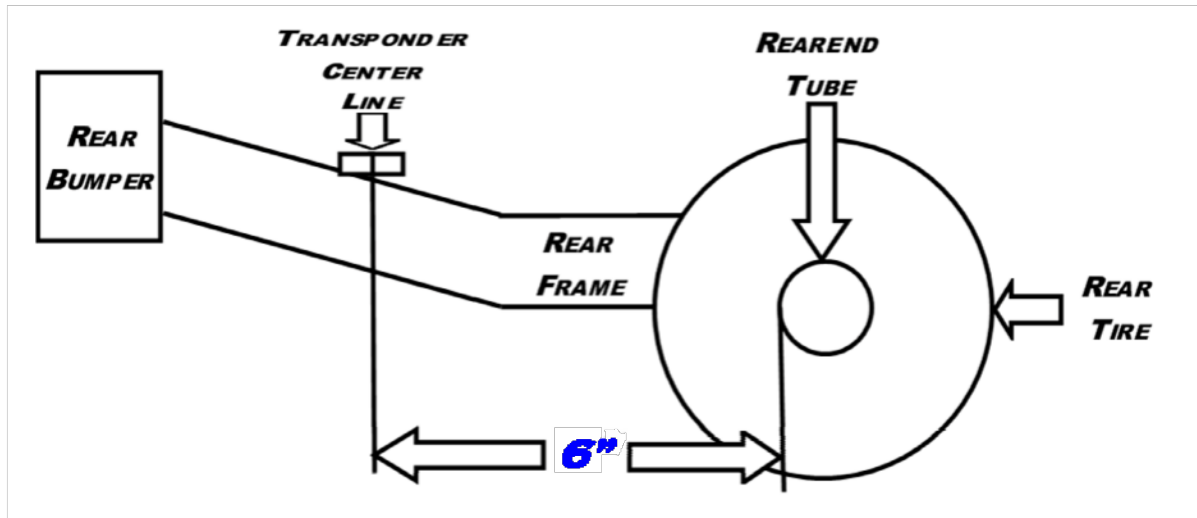 TRANSPONDER
CENTER
LINE
REAREND
TUBE
REAR
BUMPER
REAR
FRAME
REAR
TIRE
6"